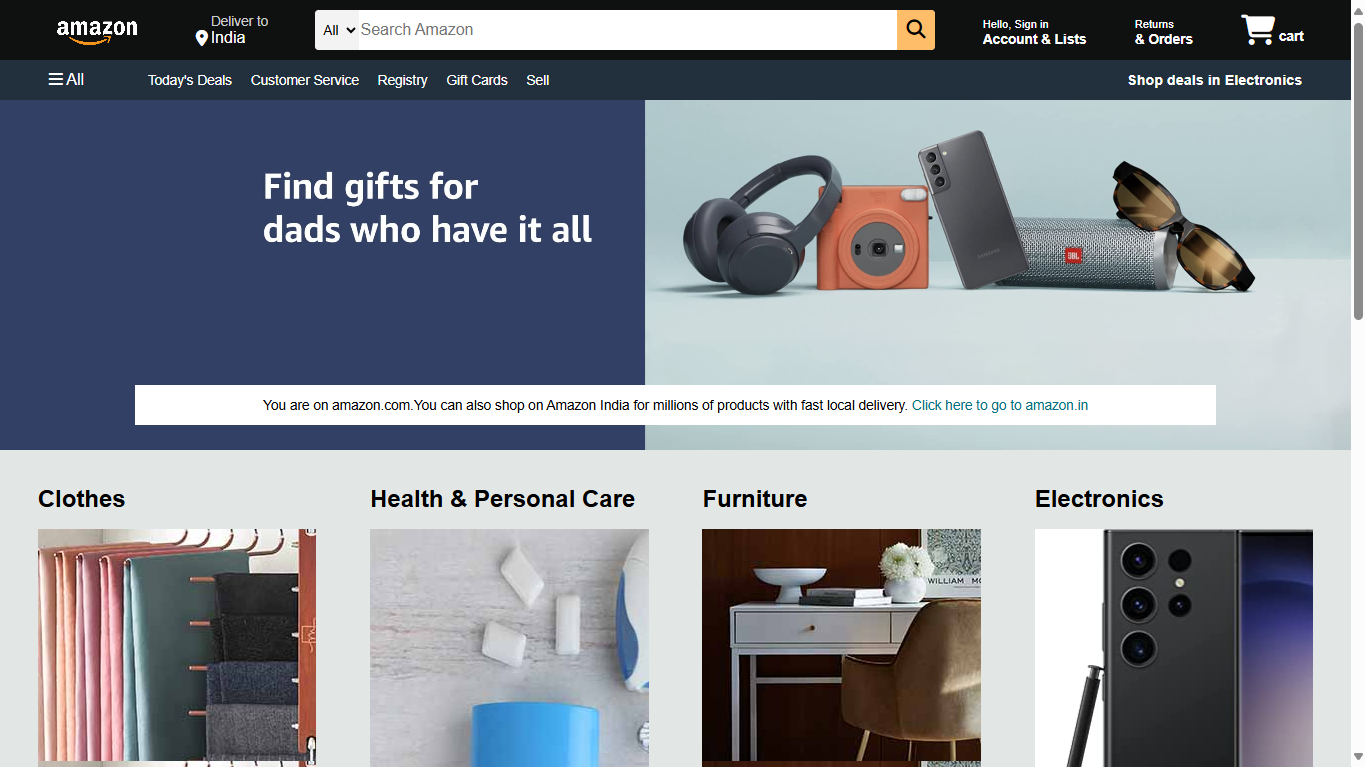 amazon
Deliver to
India
All
Search Amazon
Hello, Sign in
Account & Lists
Returns
& Orders
cart
All
Today's Deals
Customer Service
Registry
Gift Cards
Sell
Shop deals in Electronics
Find gifts for
dads who have it all
SAMSUNG
JBL
You are on amazon.com.You can also shop on Amazon India for millions of products with fast local delivery. Click here to go to amazon.in
Clothes
Health & Personal Care
Furniture
Electronics
WILLIAM MO